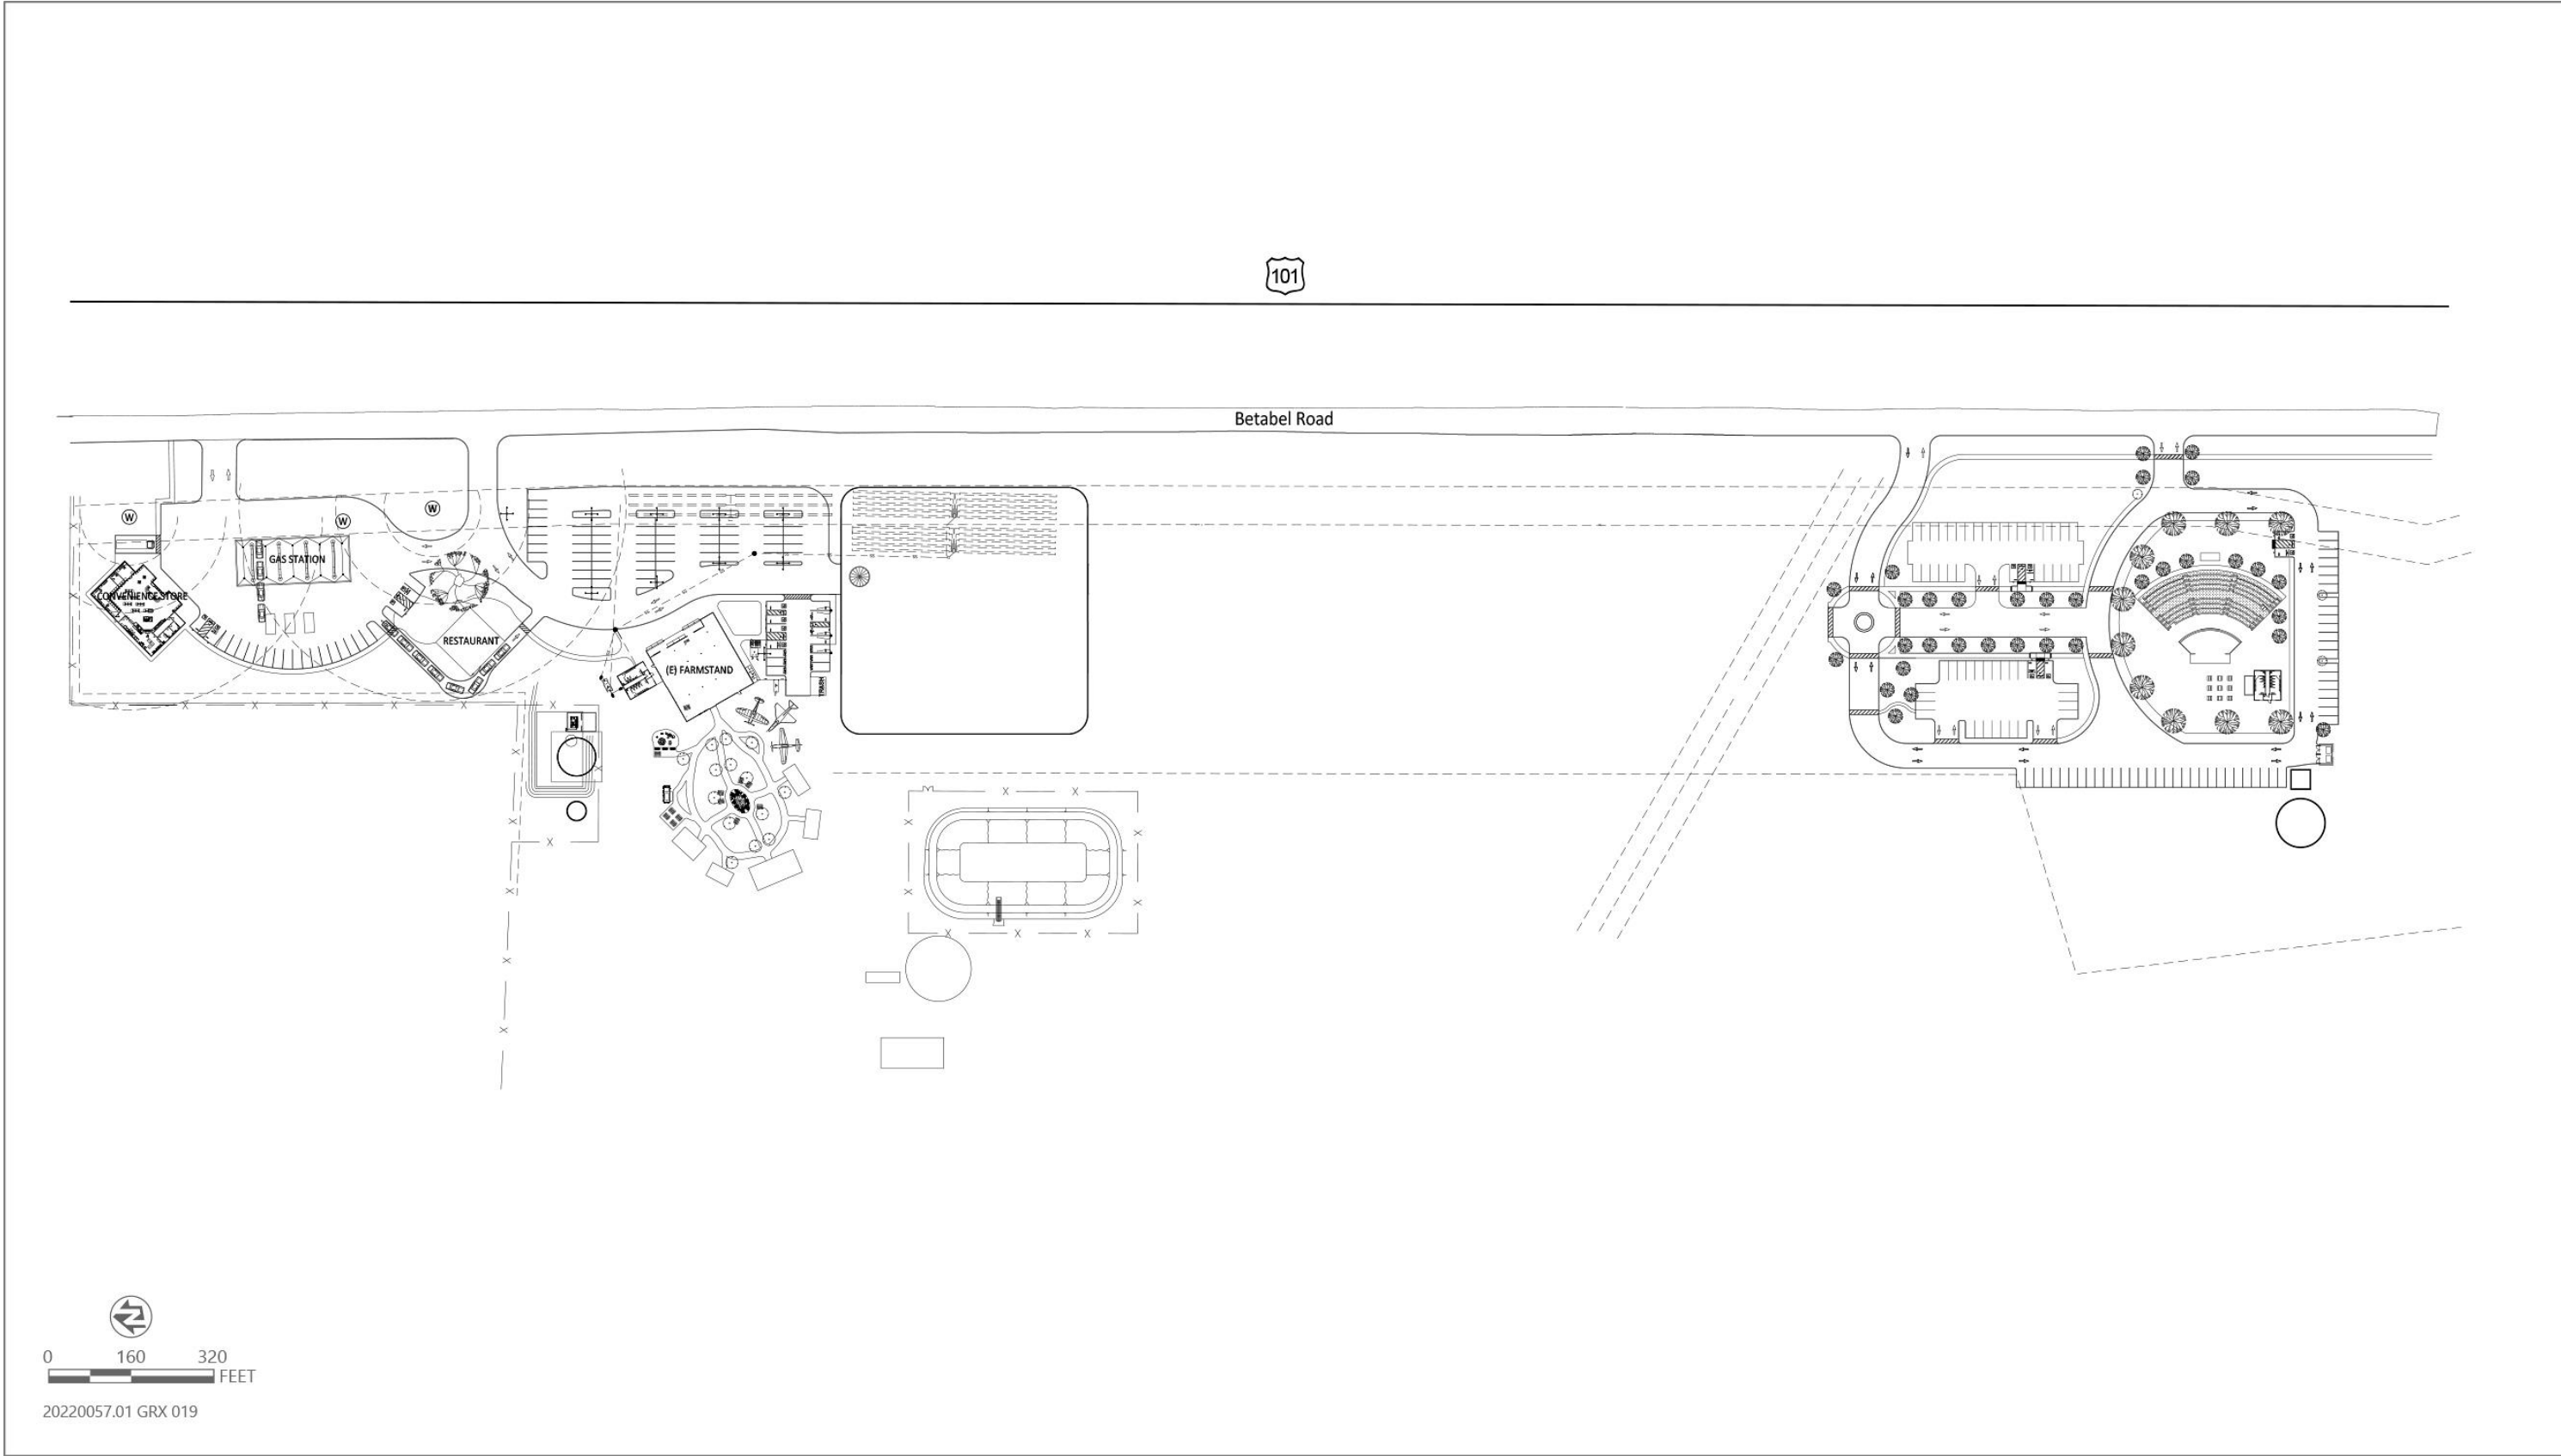 101
Betabel Road
W
W
W
GAS STATION
CONVENIENCE STORE
RESTAURANT
(E) FARMSTAND
TRASH
0 160 320
FEET
20220057.01 GRX 019